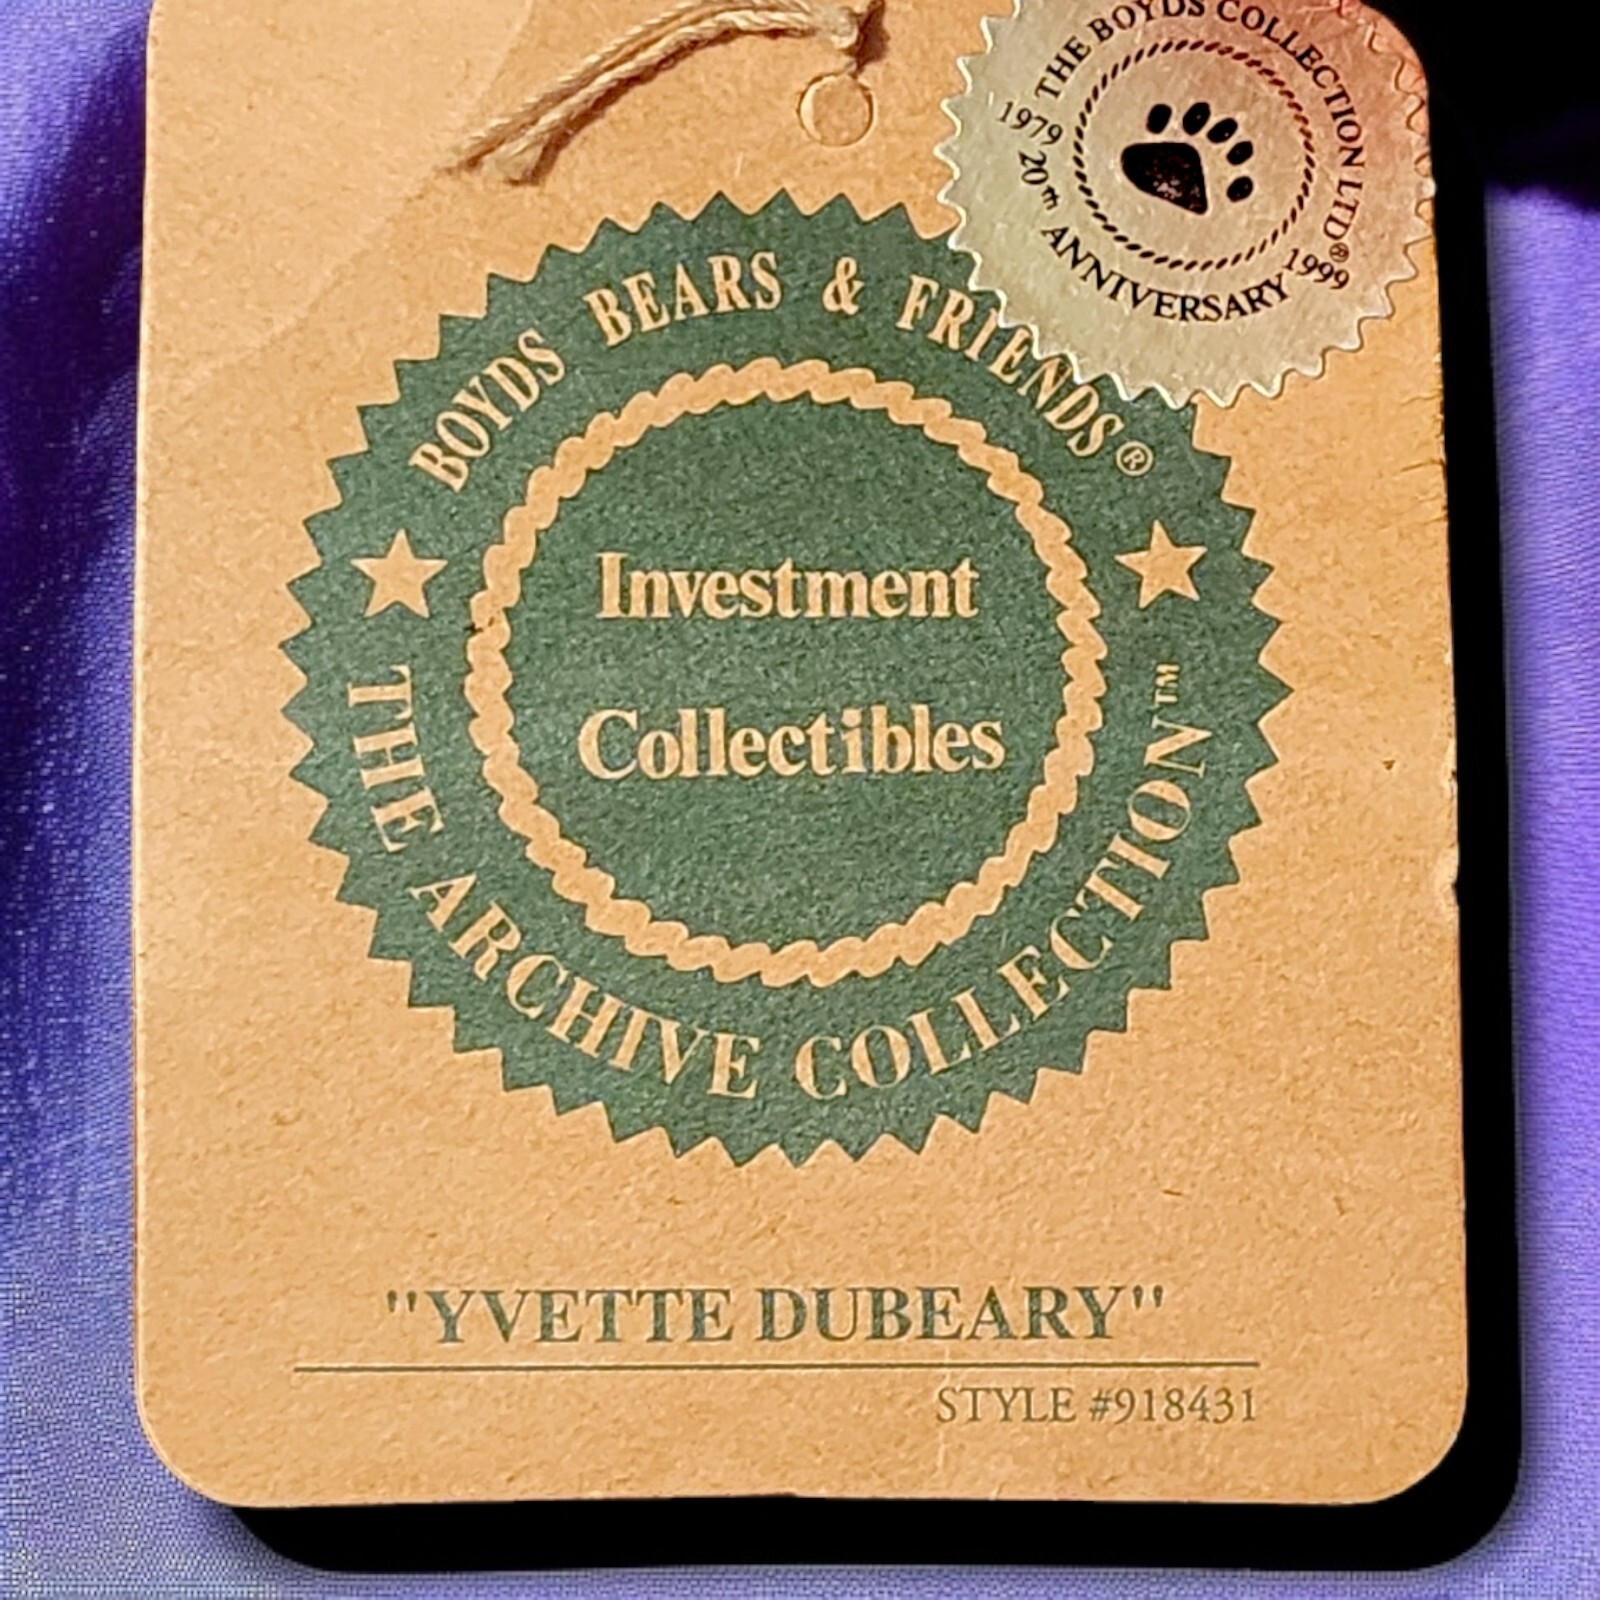 THE BOYDS COLLECTION LTD®
1979 1999
20TH ANNIVERSARY
BOYDS BEARS & FRIENDS®
Investment
Collectibles
THE ARCHIVE COLLECTION™
"YVETTE DUBEARY"
STYLE #918431